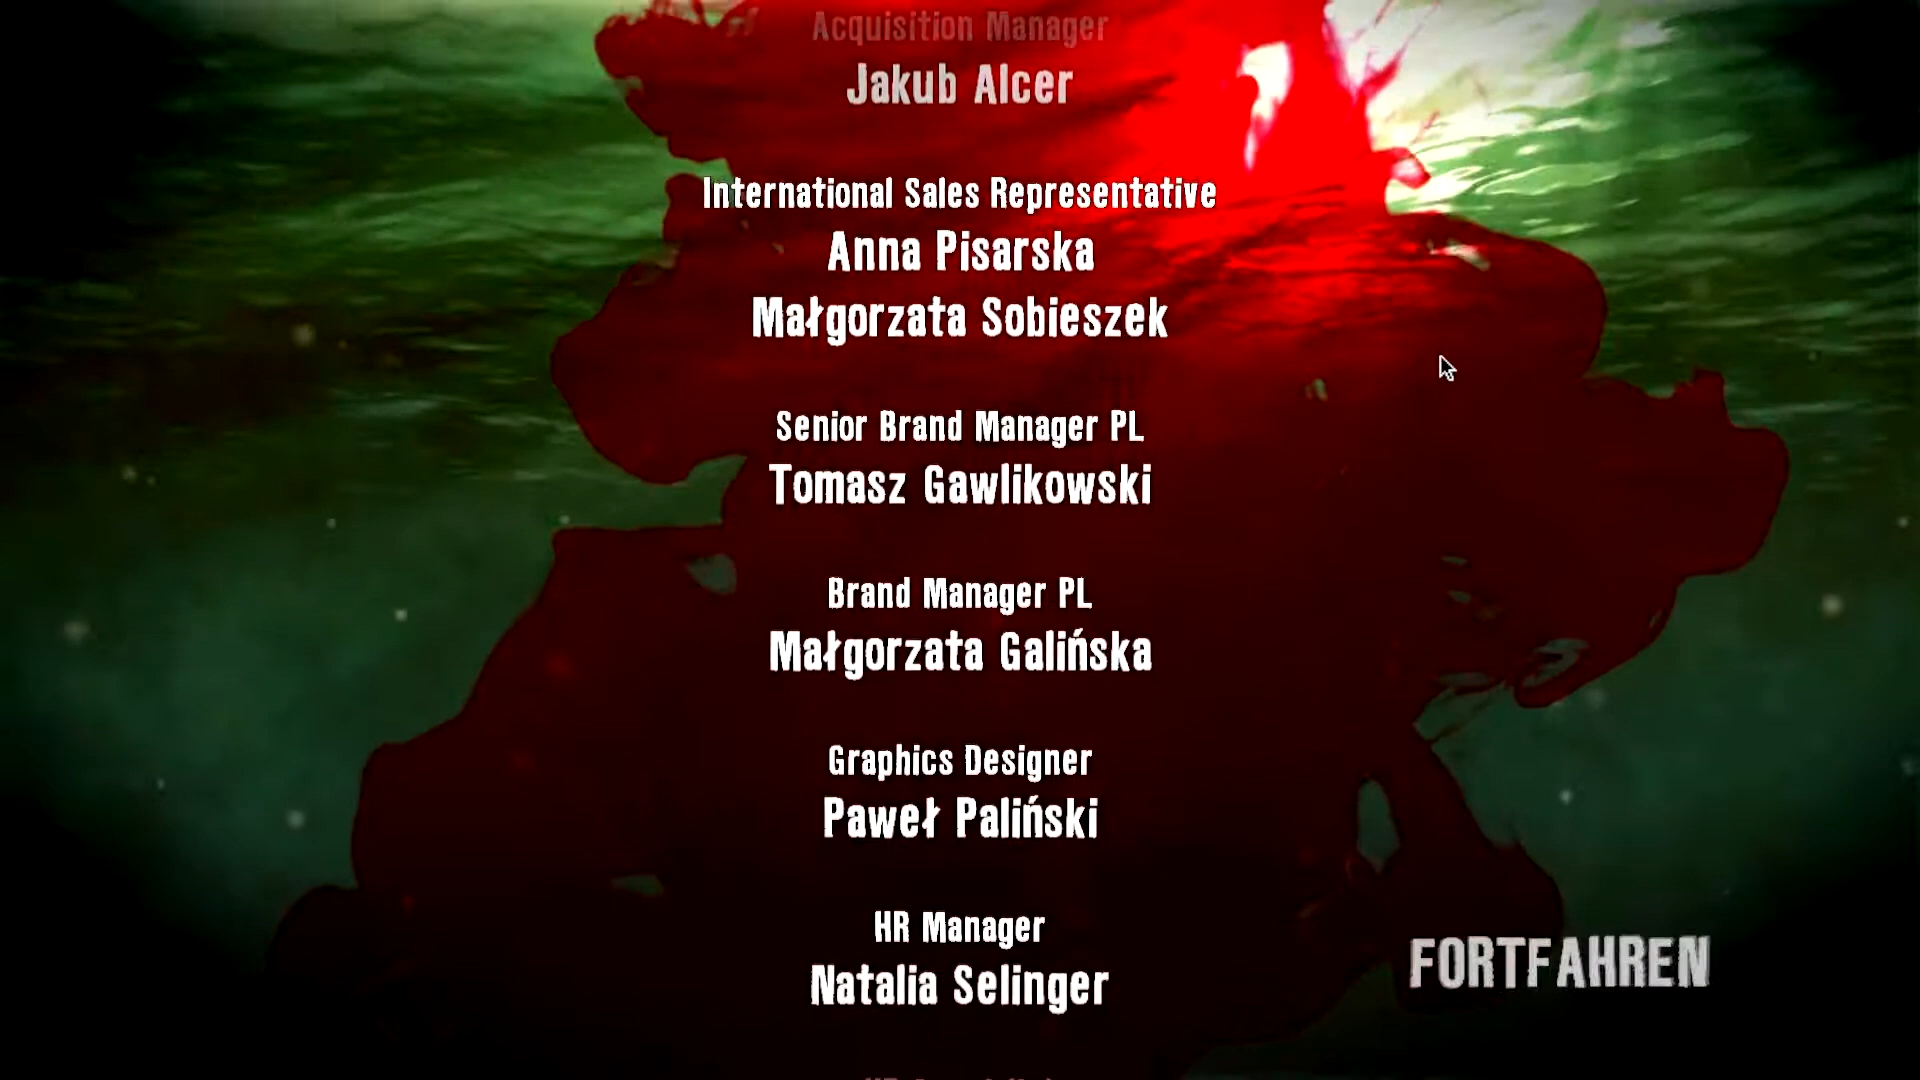 Acquisition Manager
Jakub Alcer
International Sales Representative
Anna Pisarska
Małgorzata Sobieszek
Senior Brand Manager PL
Tomasz Gawlikowski
Brand Manager PL
Małgorzata Galińska
Graphics Designer
Paweł Paliński
HR Manager
Natalia Selinger
FORTFAHREN